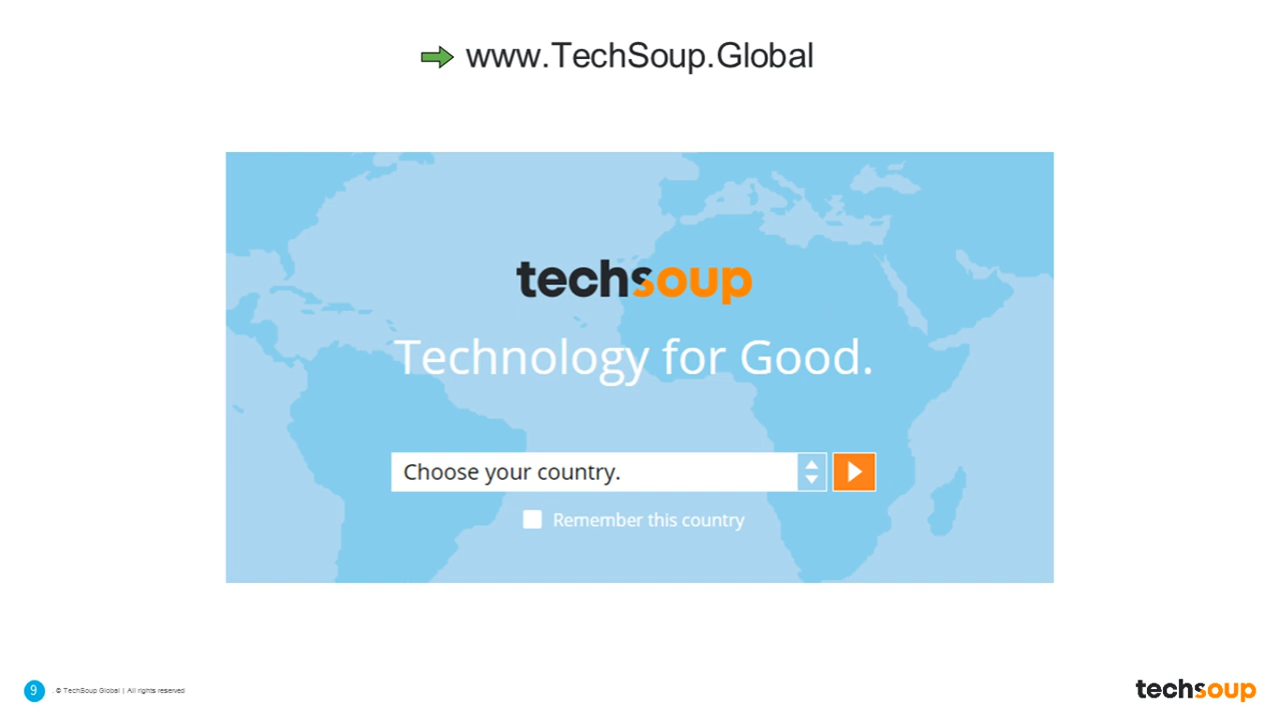 www.TechSoup.Global
techsoup
Technology for Good.
Choose your country.
Remember this country
9
. © TechSoup Global | All rights reserved
techsoup